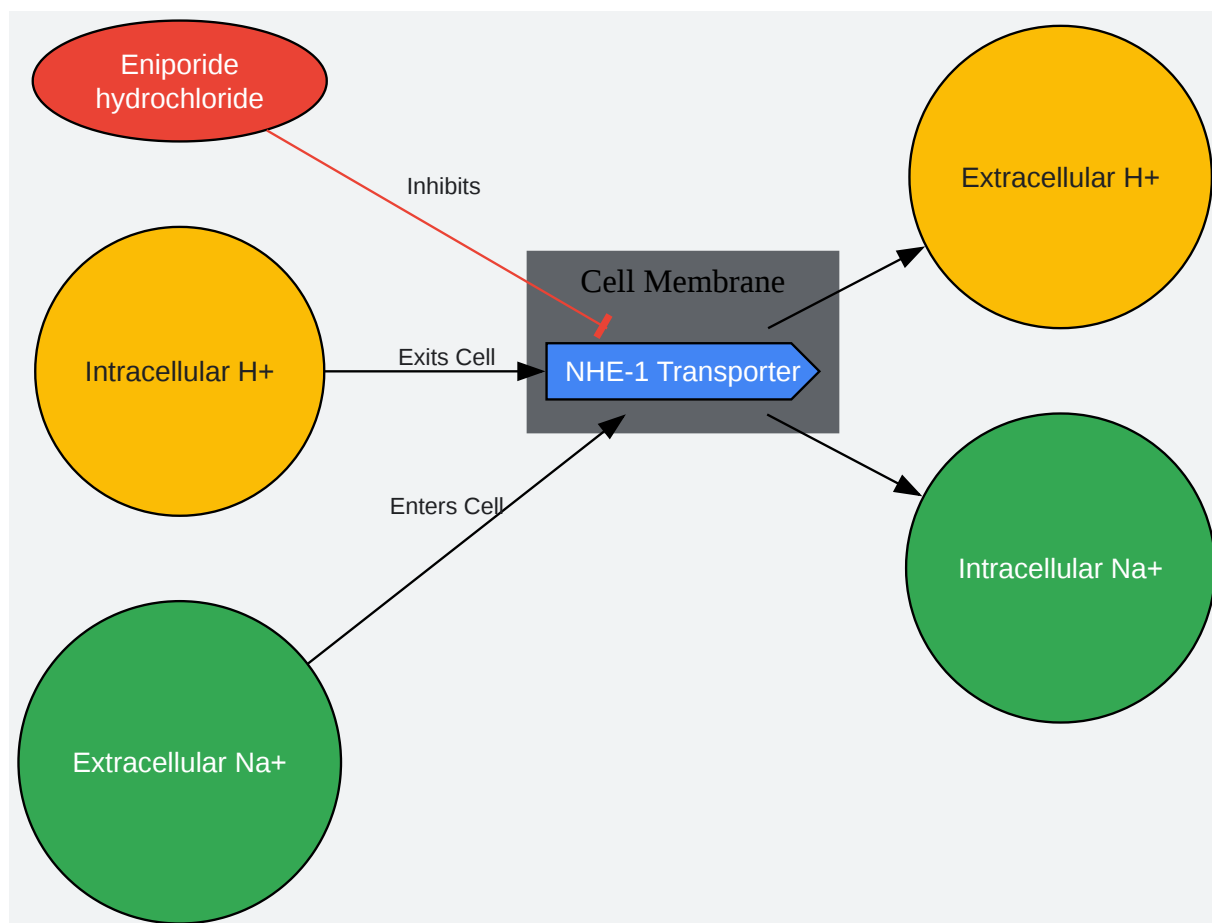 Eniporide
hydrochloride
Inhibits
Extracellular H+
Cell Membrane
Intracellular H+
Exits Cell
NHE-1 Transporter
Enters Cell
Intracellular Na+
Extracellular Na+